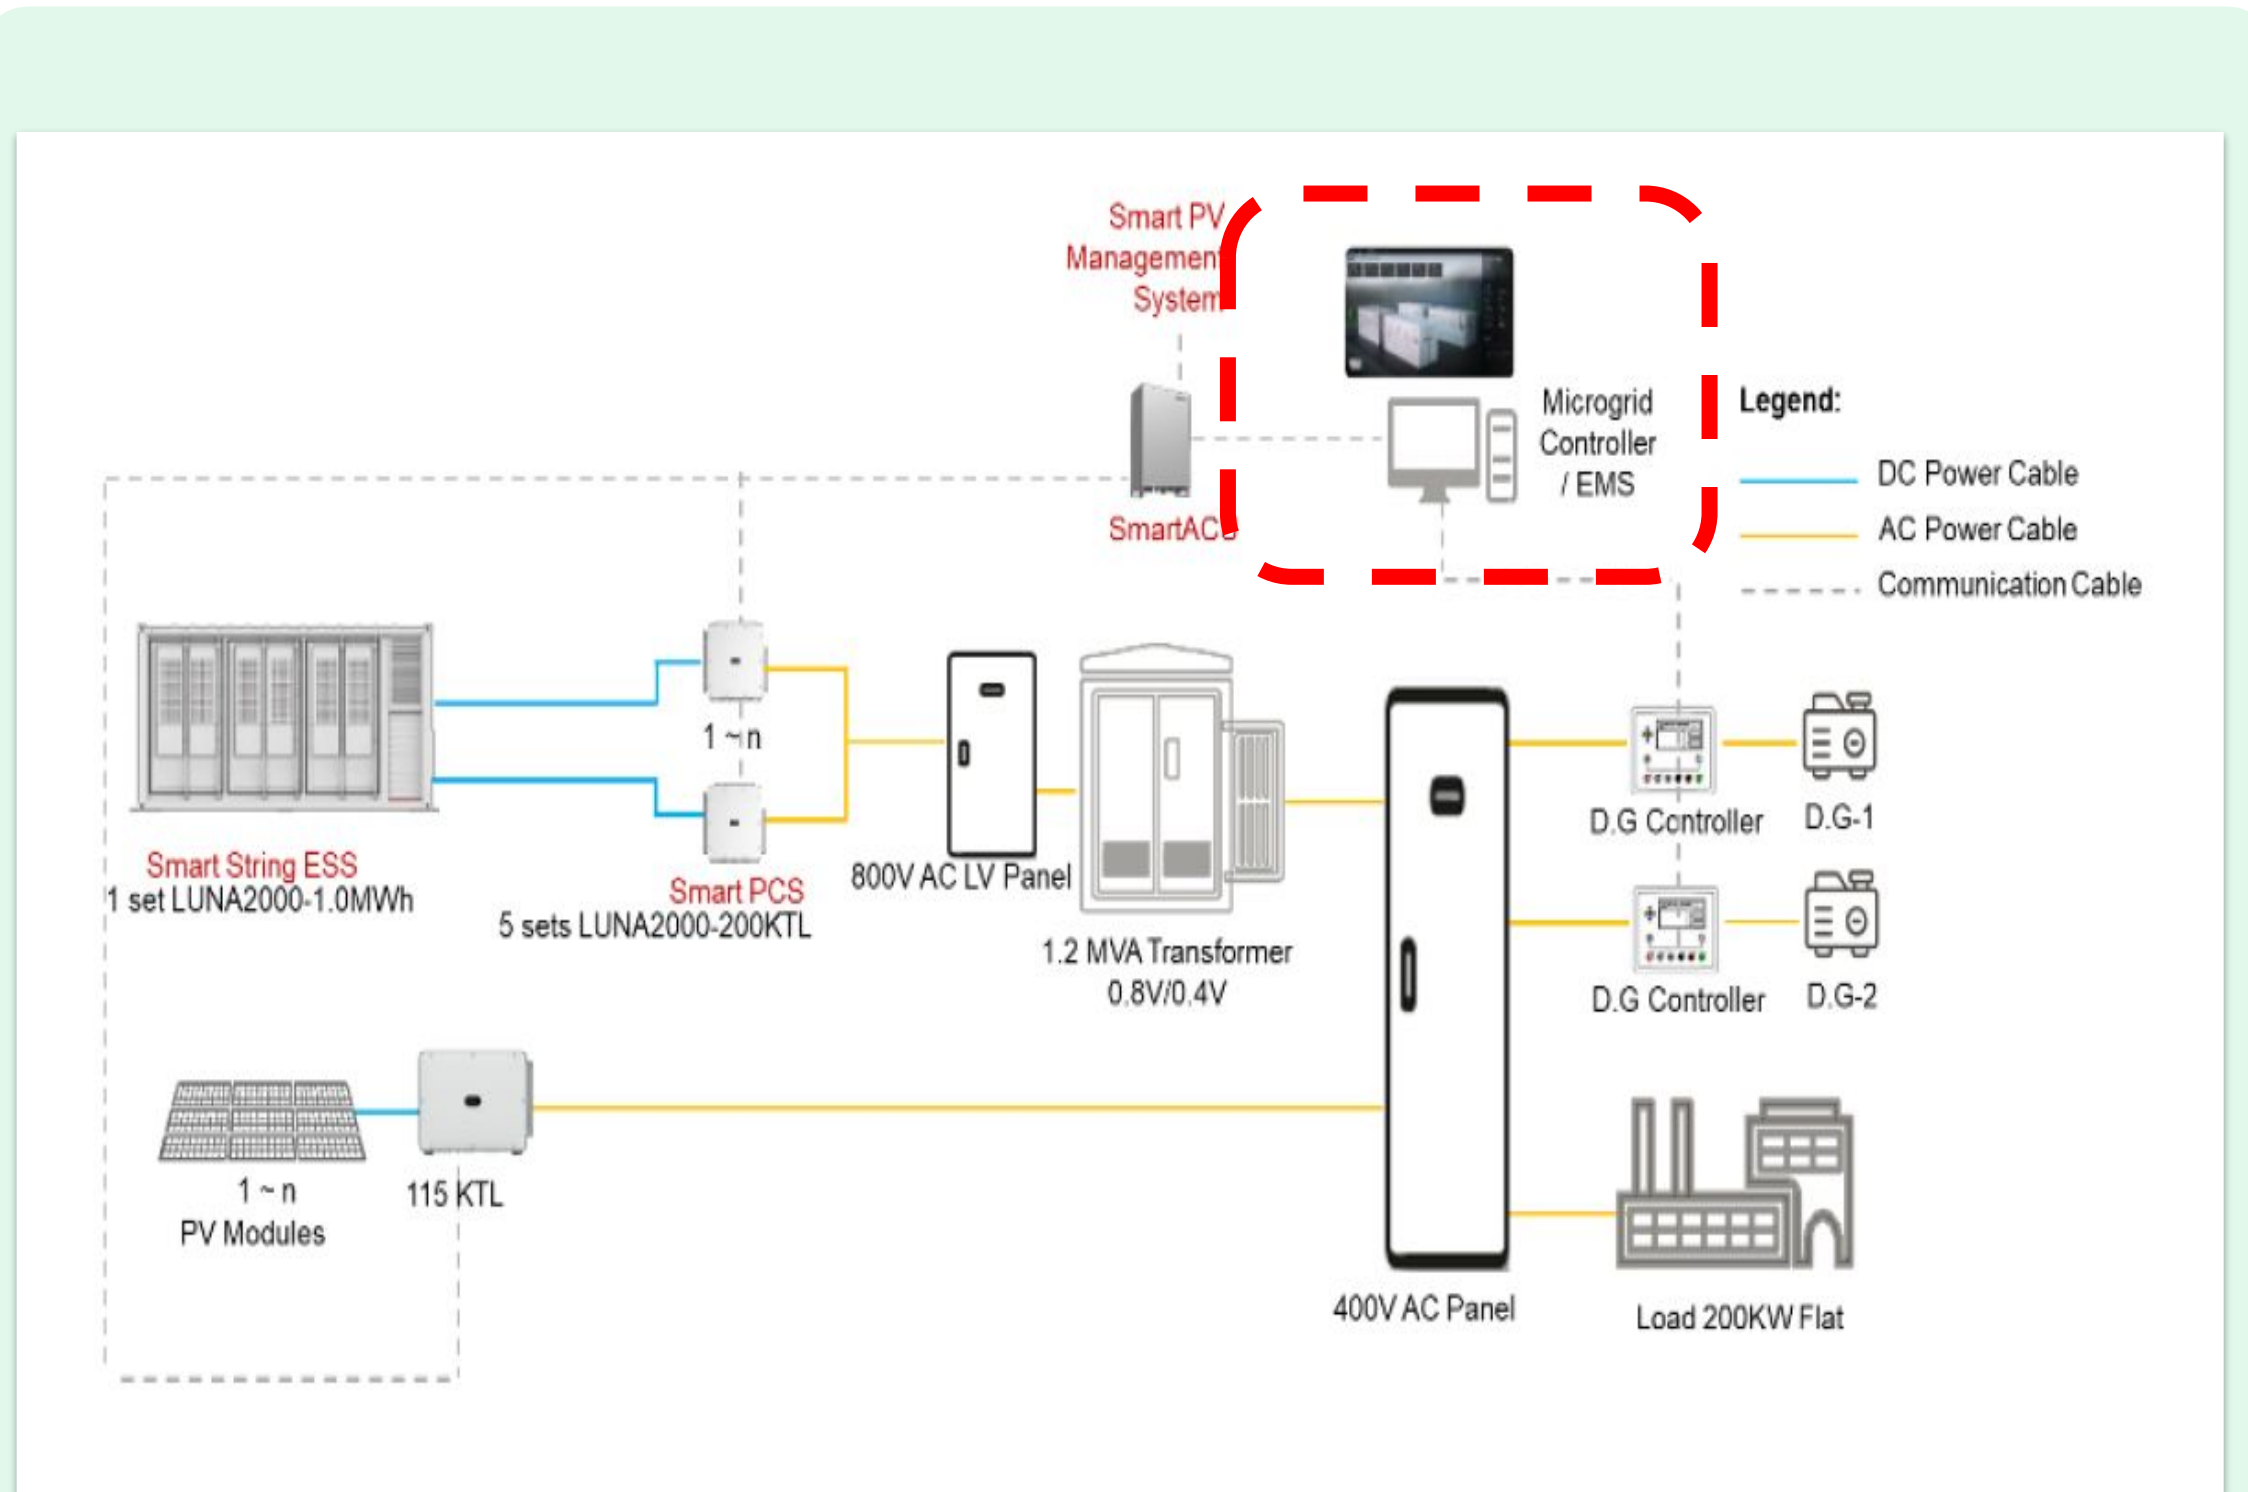 Smart PV
Management
System
Microgrid
Controller
/ EMS
Legend:
DC Power Cable
AC Power Cable
Communication Cable
1 ~ n
800V AC LV Panel
D.G Controller
D.G-1
Smart String ESS
1 set LUNA2000-1.0MWh
Smart PCS
5 sets LUNA2000-200KTL
1.2 MVA Transformer
0.8V/0.4V
D.G Controller
D.G-2
1 ~ n
PV Modules
115 KTL
400V AC Panel
Load 200KW Flat